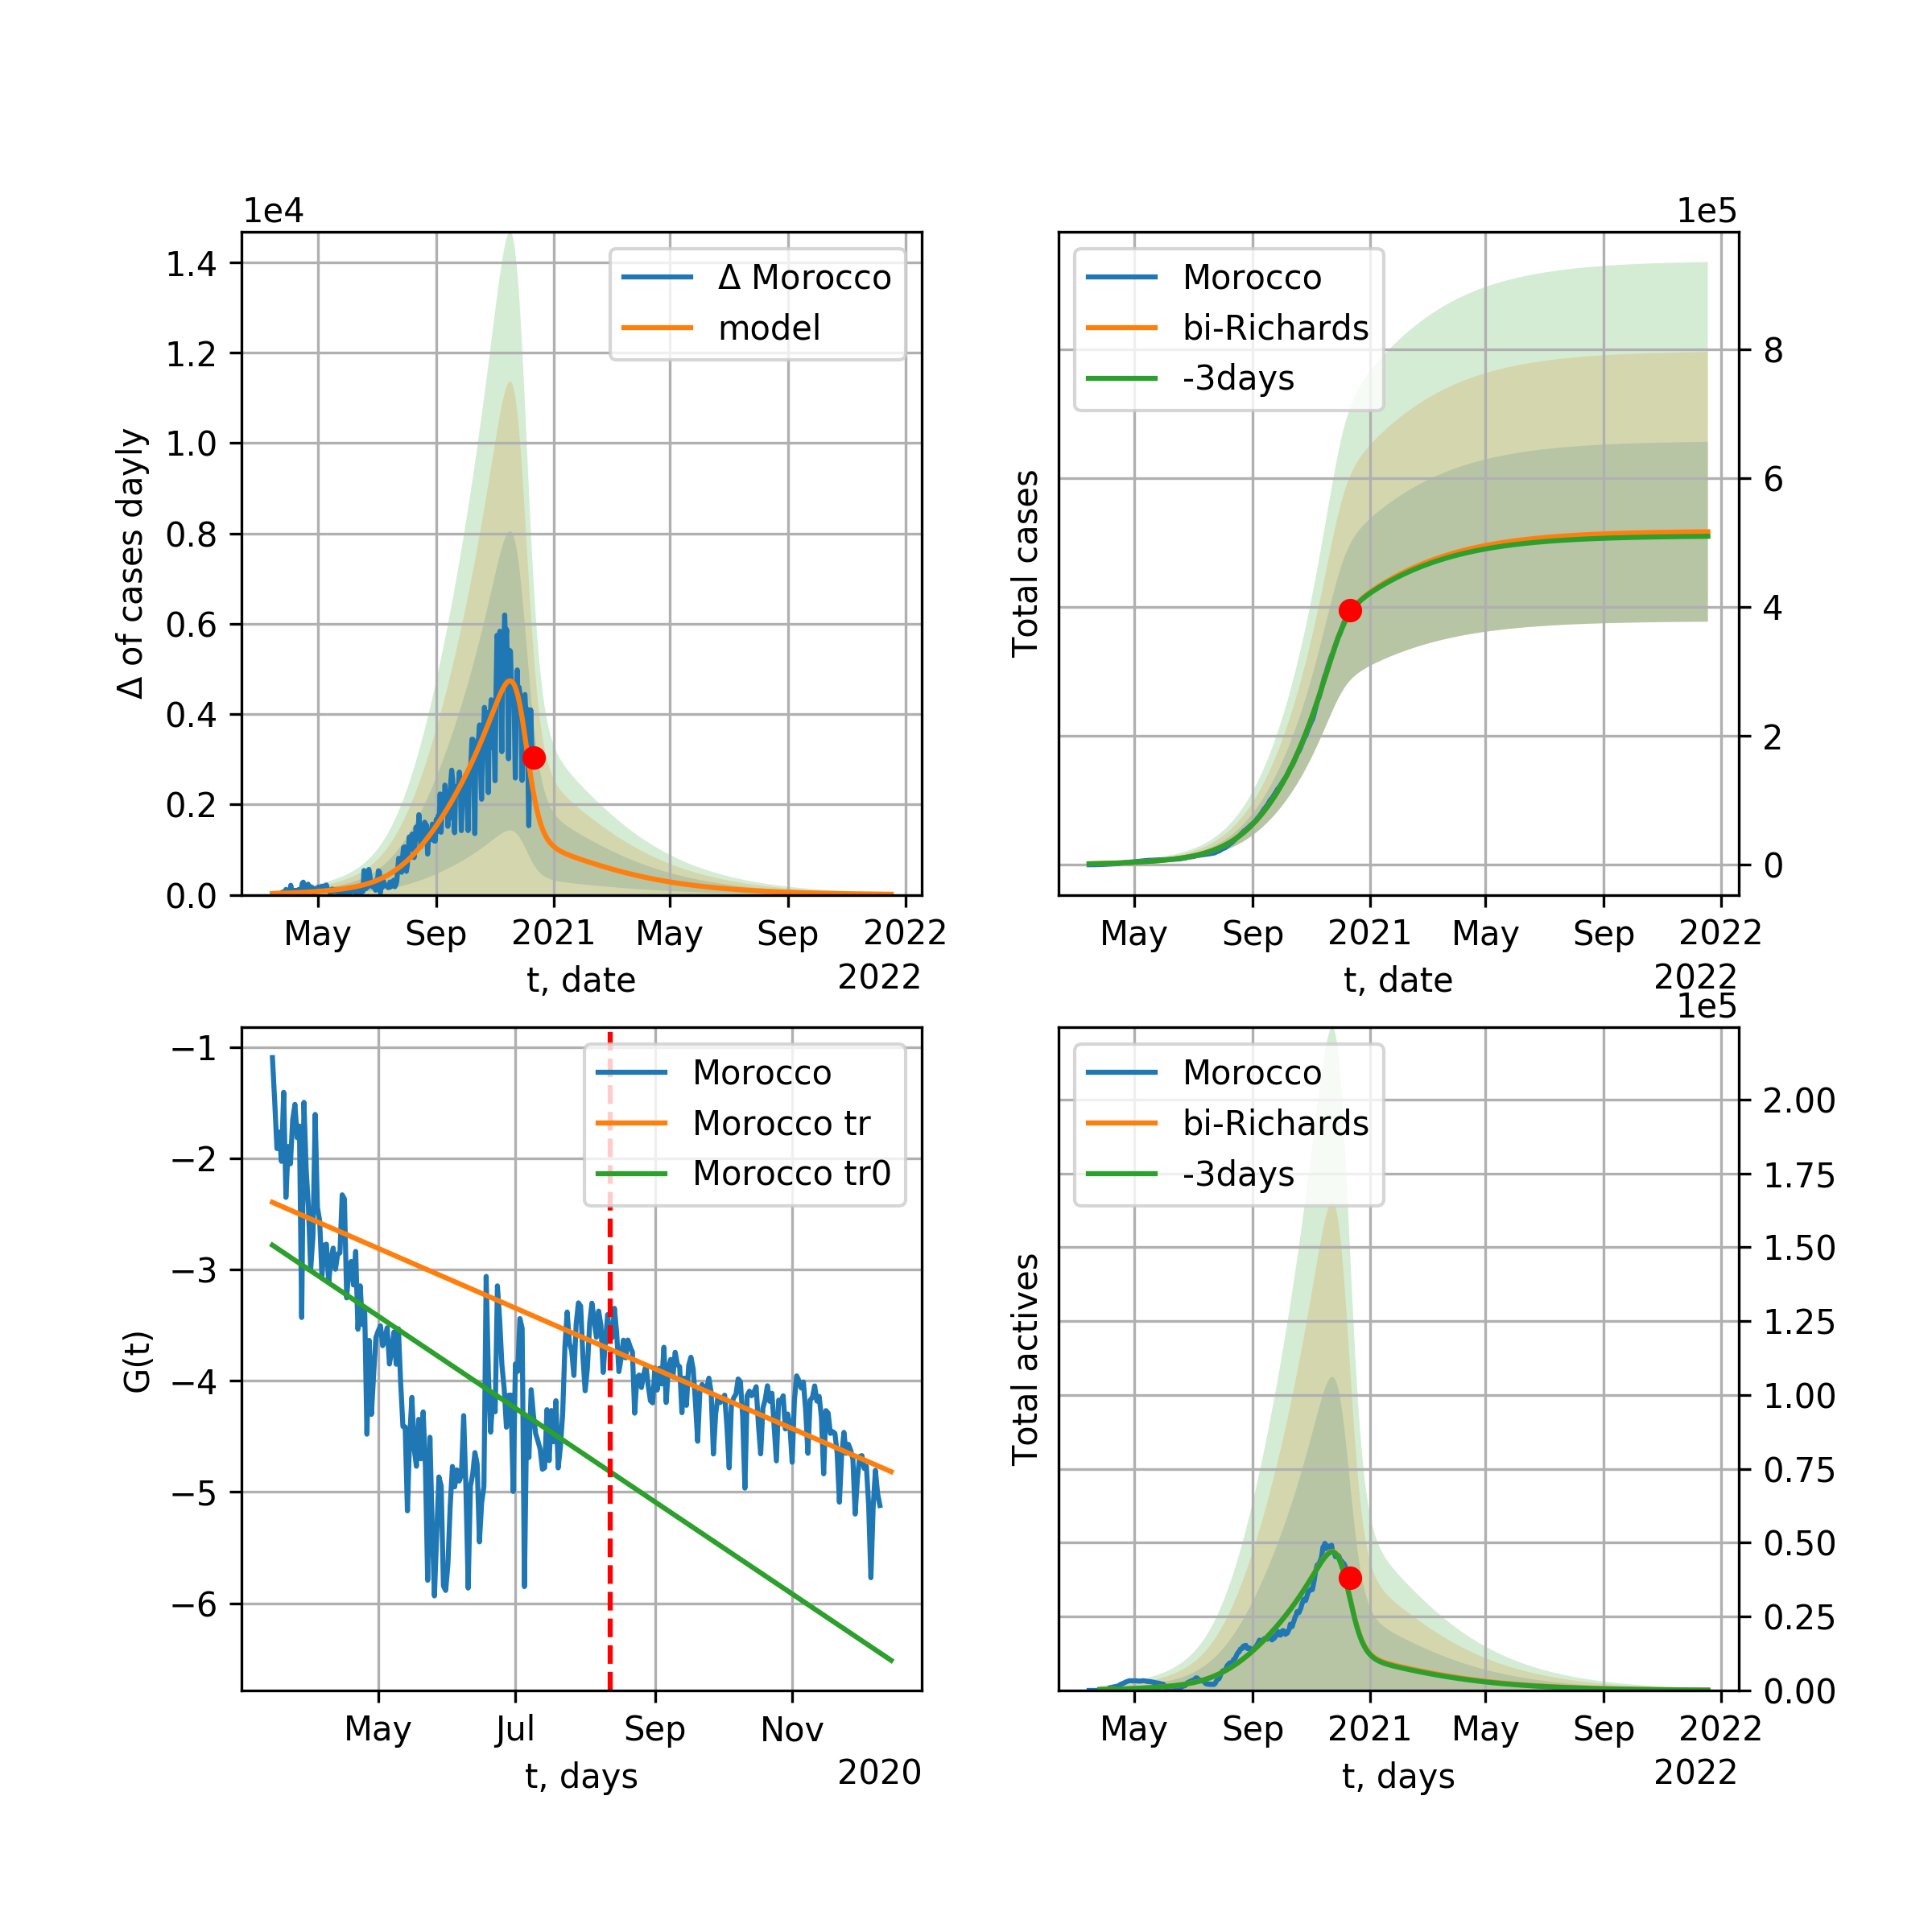 1e4
1.4
1.2
1.0
0.8
0.6
0.4
0.2
0.0
Δ of cases dayly
Δ Morocco
model
May Sep 2021 May Sep 2022
t, date
2022
1e5
Total cases
Morocco
bi-Richards
-3days
8
6
4
2
0
May Sep 2021 May Sep 2022
t, date
2022
−1
−2
−3
−4
−5
−6
G(t)
Morocco
Morocco tr
Morocco tr0
May Jul Sep Nov
t, days
2020
1e5
Total actives
Morocco
bi-Richards
-3days
2.00
1.75
1.50
1.25
1.00
0.75
0.50
0.25
0.00
May Sep 2021 May Sep 2022
t, days
2022